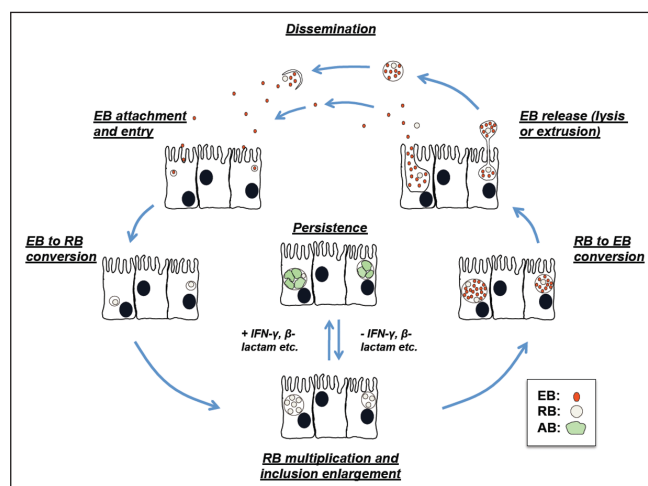 Dissemination
EB attachment
and entry
EB release (lysis
or extrusion)
EB to RB
conversion
Persistence
RB to EB
conversion
+ IFN-γ, β-
lactam etc.
- IFN-γ, β-
lactam etc.
RB multiplication and
inclusion enlargement
EB:
RB:
AB: